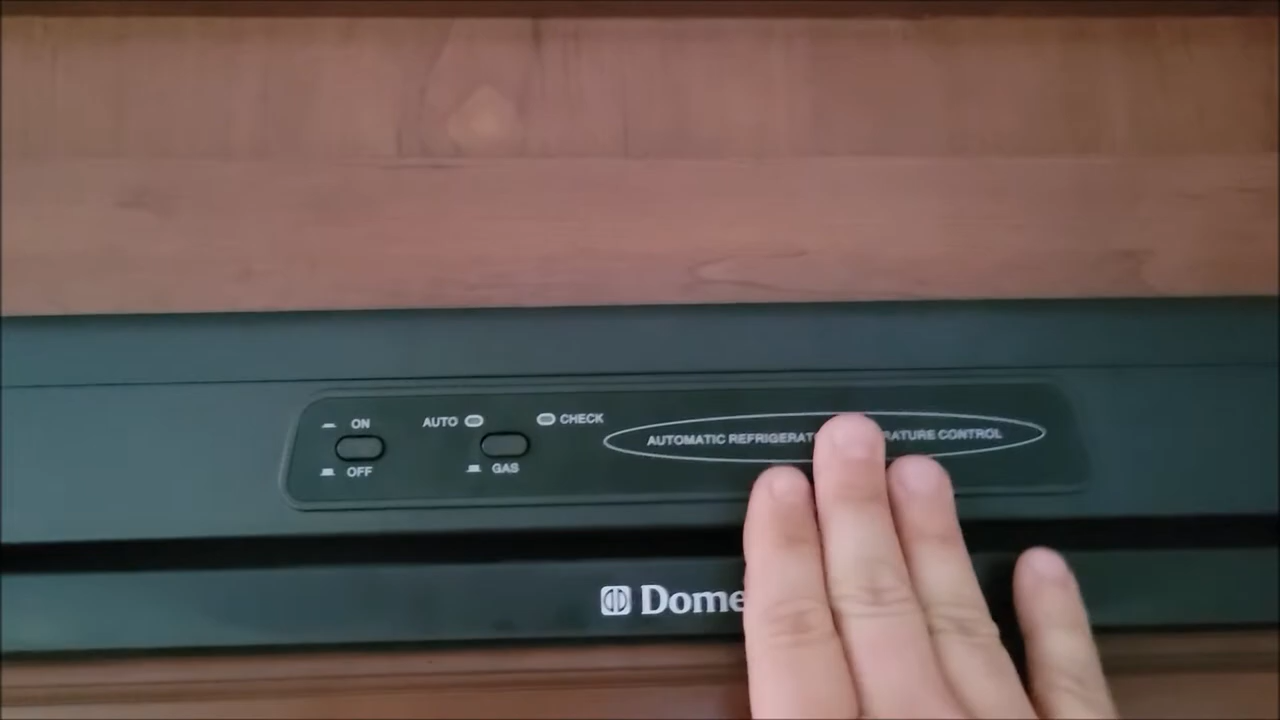 ON
OFF
AUTO
CHECK
GAS
AUTOMATIC REFRIGERAT RATURE CONTROL
Dome